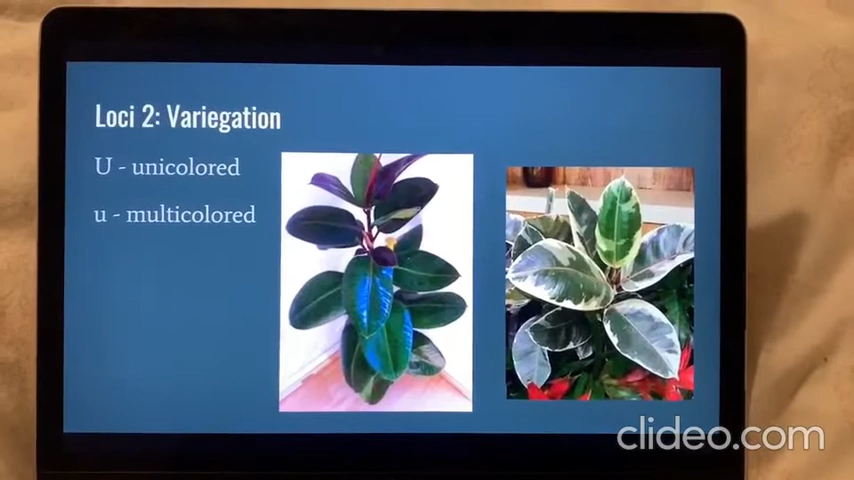 Loci 2: Variegation
U - unicolored
u - multicolored
clideo.com